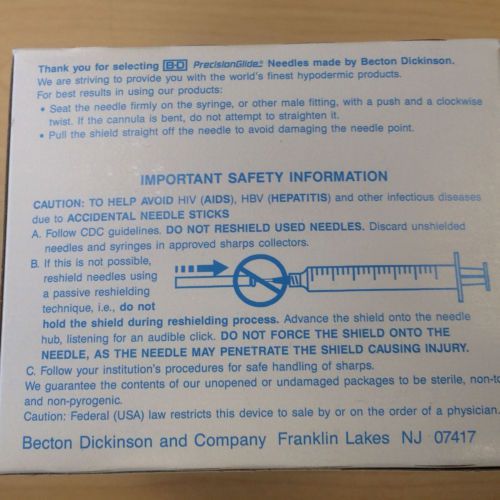 Thank you for selecting B-D PrecisionGlide® Needles made by Becton Dickinson.
We are striving to provide you with the world's finest hypodermic products.
For best results in using our products:
• Seat the needle firmly on the syringe, or other male fitting, with a push and a clockwise
twist. If the cannula is bent, do not attempt to straighten it.
• Pull the shield straight off the needle to avoid damaging the needle point.
IMPORTANT SAFETY INFORMATION
CAUTION: TO HELP AVOID HIV (AIDS), HBV (HEPATITIS) and other infectious diseases
due to ACCIDENTAL NEEDLE STICKS
A. Follow CDC guidelines. DO NOT RESHIELD USED NEEDLES. Discard unshielded
needles and syringes in approved sharps collectors.
B. If this is not possible,
reshield needles using
a passive reshielding
technique, i.e., do not
hold the shield during reshielding process. Advance the shield onto the needle
hub, listening for an audible click. DO NOT FORCE THE SHIELD ONTO THE
NEEDLE, AS THE NEEDLE MAY PENETRATE THE SHIELD CAUSING INJURY.
C. Follow your institution's procedures for safe handling of sharps.
We guarantee the contents of our unopened or undamaged packages to be sterile, non-to
and non-pyrogenic.
Caution: Federal (USA) law restricts this device to sale by or on the order of a physician.
Becton Dickinson and Company Franklin Lakes NJ 07417